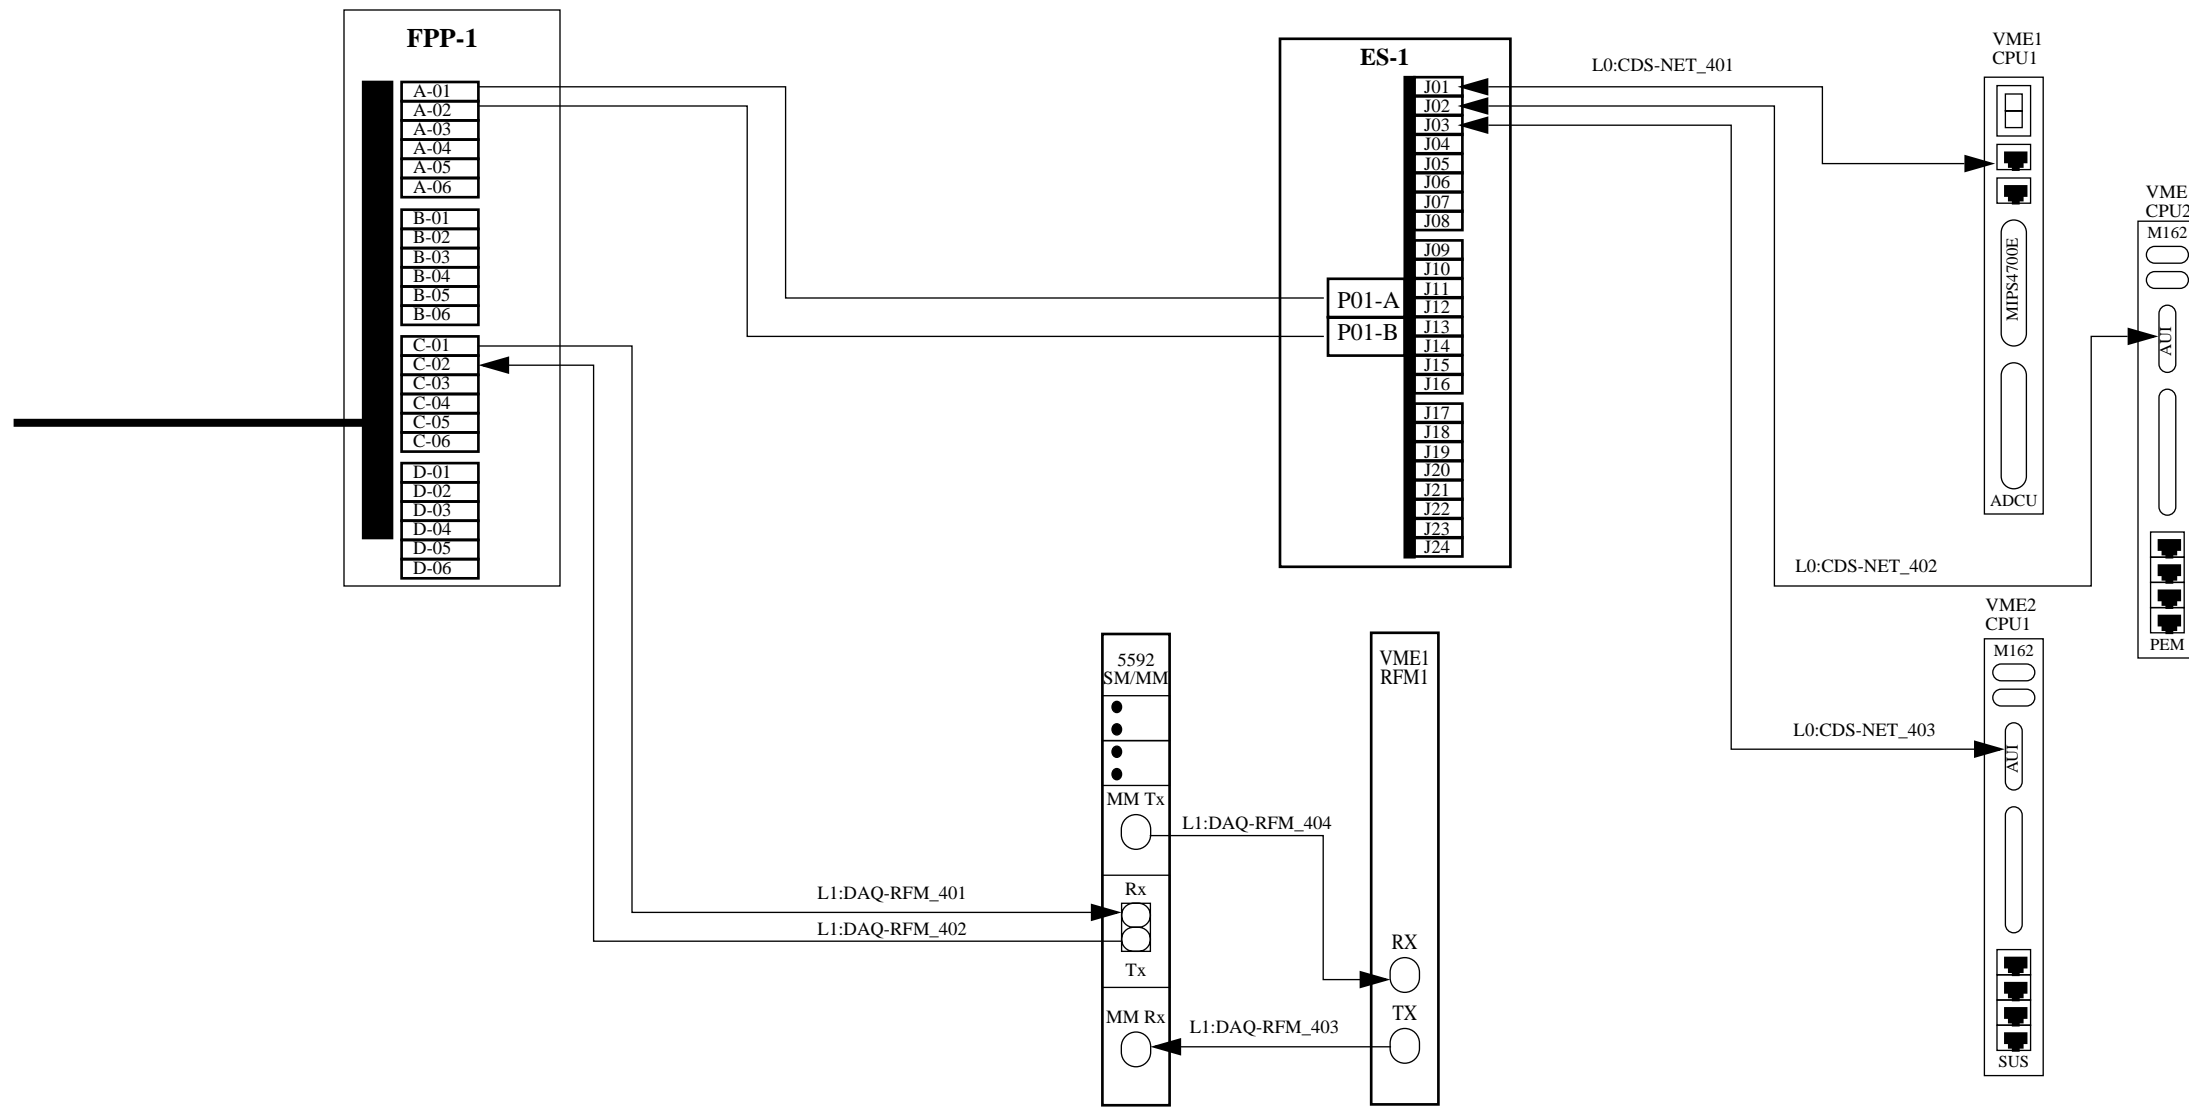 FPP-1
A-01
A-02
A-03
A-04
A-05
A-06
B-01
B-02
B-03
B-04
B-05
B-06
C-01
C-02
C-03
C-04
C-05
C-06
D-01
D-02
D-03
D-04
D-05
D-06
ES-1
J01
J02
J03
J04
J05
J06
J07
J08
J09
J10
J11
J12
J13
J14
J15
J16
J17
J18
J19
J20
J21
J22
J23
J24
P01-A
P01-B
L0:CDS-NET_401
L0:CDS-NET_402
L0:CDS-NET_403
VME1
CPU1
MIPS4700E
ADCU
VME
CPU2
M162
AUI
PEM
VME2
CPU1
M162
AUI
SUS
5592
SM/MM
MM Tx
Rx
Tx
MM Rx
VME1
RFM1
RX
TX
L1:DAQ-RFM_404
L1:DAQ-RFM_401
L1:DAQ-RFM_402
L1:DAQ-RFM_403